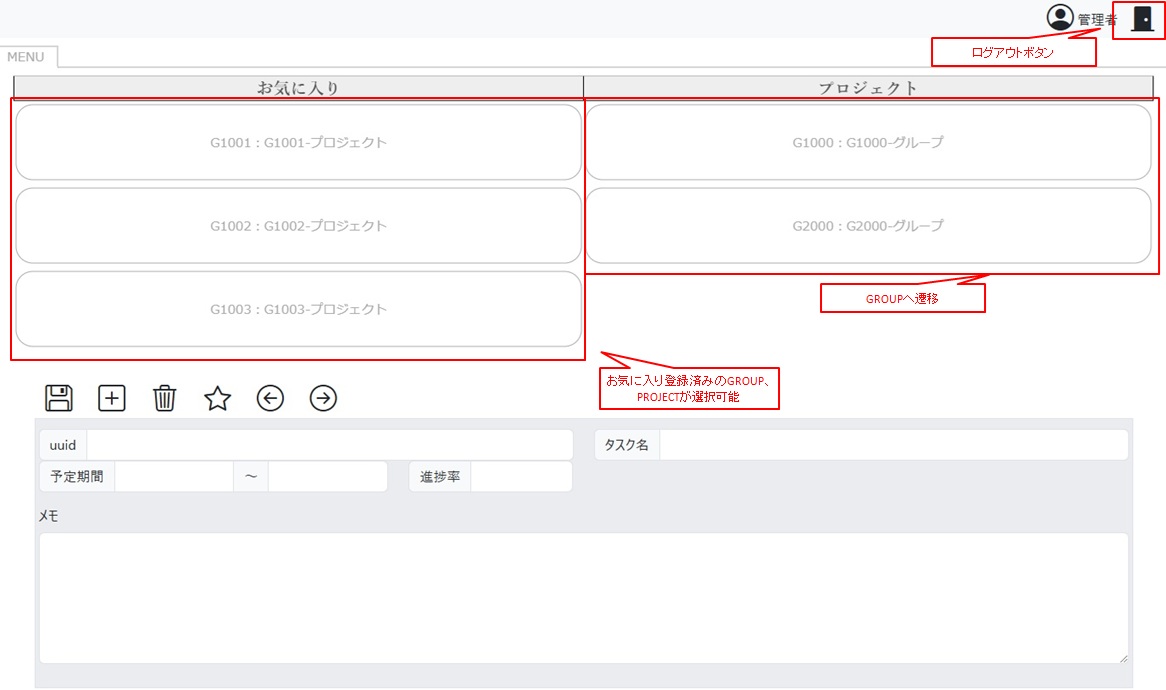 管理者
ログアウトボタン
MENU
お気に入り
プロジェクト
G1001 : G1001-プロジェクト
G1000 : G1000-グループ
G1002 : G1002-プロジェクト
G2000 : G2000-グループ
GROUPへ遷移
G1003 : G1003-プロジェクト
お気に入り登録済みのGROUP、
PROJECTが選択可能
uuid
タスク名
予定期間
～
進捗率
メモ